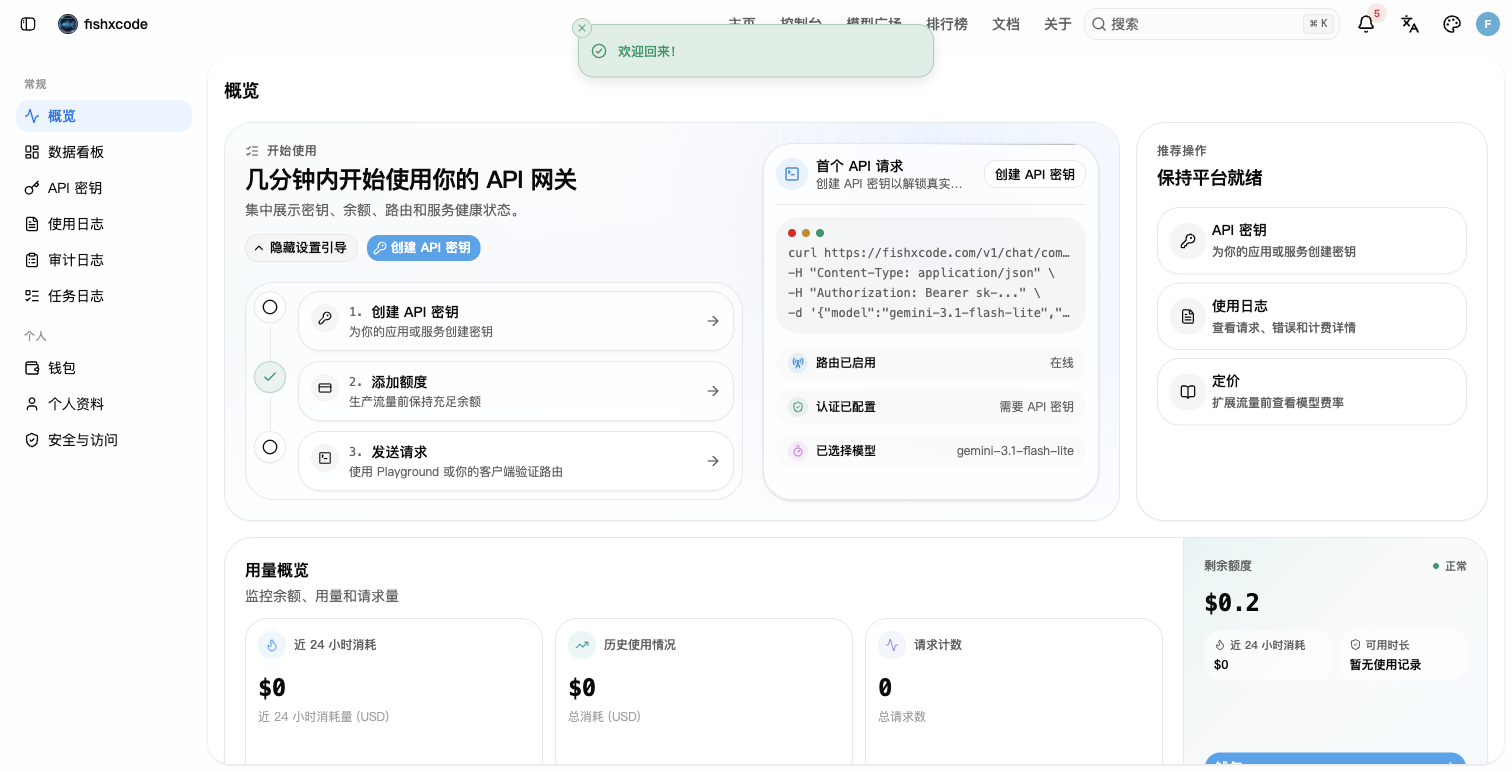 fishxcode
主页 控制台 模型广场 排行榜 文档 关于
搜索
⌘ K
5
F
欢迎回来!
常规
概览
数据看板
API 密钥
使用日志
审计日志
任务日志
个人
钱包
个人资料
安全与访问
概览
开始使用
几分钟内开始使用你的 API 网关
集中展示密钥、余额、路由和服务健康状态。
隐藏设置引导
创建 API 密钥
1. 创建 API 密钥
为你的应用或服务创建密钥
2. 添加额度
生产流量前保持充足余额
3. 发送请求
使用 Playground 或你的客户端验证路由
首个 API 请求
创建 API 密钥以解锁真实…
创建 API 密钥
curl https://fishxcode.com/v1/chat/com…
-H "Content-Type: application/json" \
-H "Authorization: Bearer sk-..." \
-d '{"model":"gemini-3.1-flash-lite","…
路由已启用 在线
认证已配置 需要 API 密钥
已选择模型 gemini-3.1-flash-lite
推荐操作
保持平台就绪
API 密钥
为你的应用或服务创建密钥
使用日志
查看请求、错误和计费详情
定价
扩展流量前查看模型费率
用量概览
监控余额、用量和请求量
近 24 小时消耗
$0
近 24 小时消耗量 (USD)
历史使用情况
$0
总消耗 (USD)
请求计数
0
总请求数
剩余额度
正常
$0.2
近 24 小时消耗
$0
可用时长
暂无使用记录